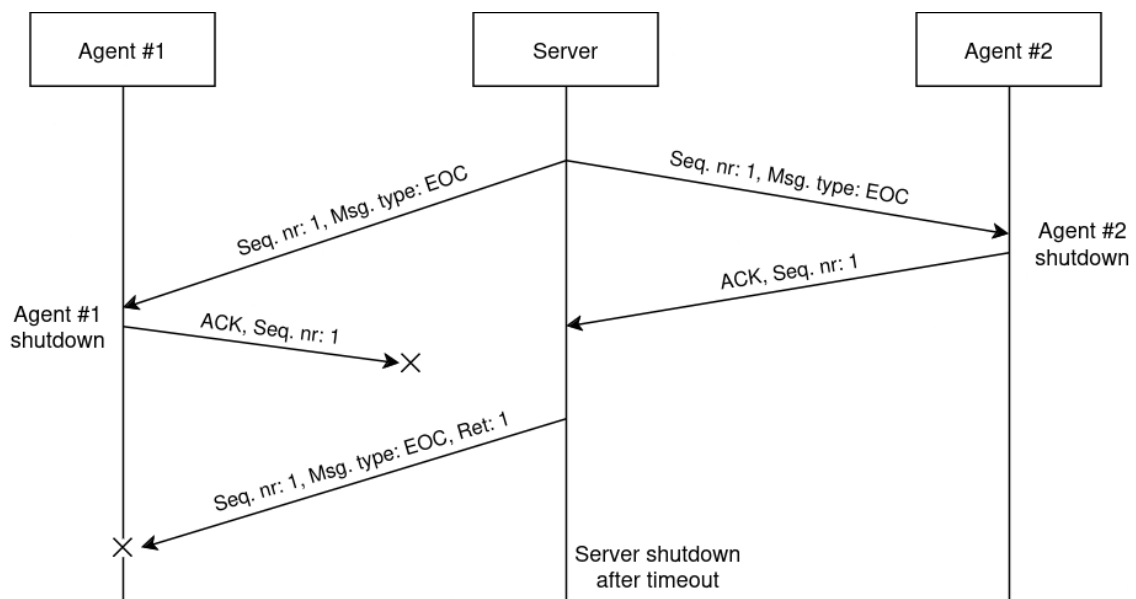 Agent #1
Server
Agent #2
Seq. nr: 1, Msg. type: EOC
Seq. nr: 1, Msg. type: EOC
Agent #2
shutdown
ACK, Seq. nr: 1
Agent #1
shutdown
ACK, Seq. nr: 1
Seq. nr: 1, Msg. type: EOC, Ret: 1
Server shutdown
after timeout